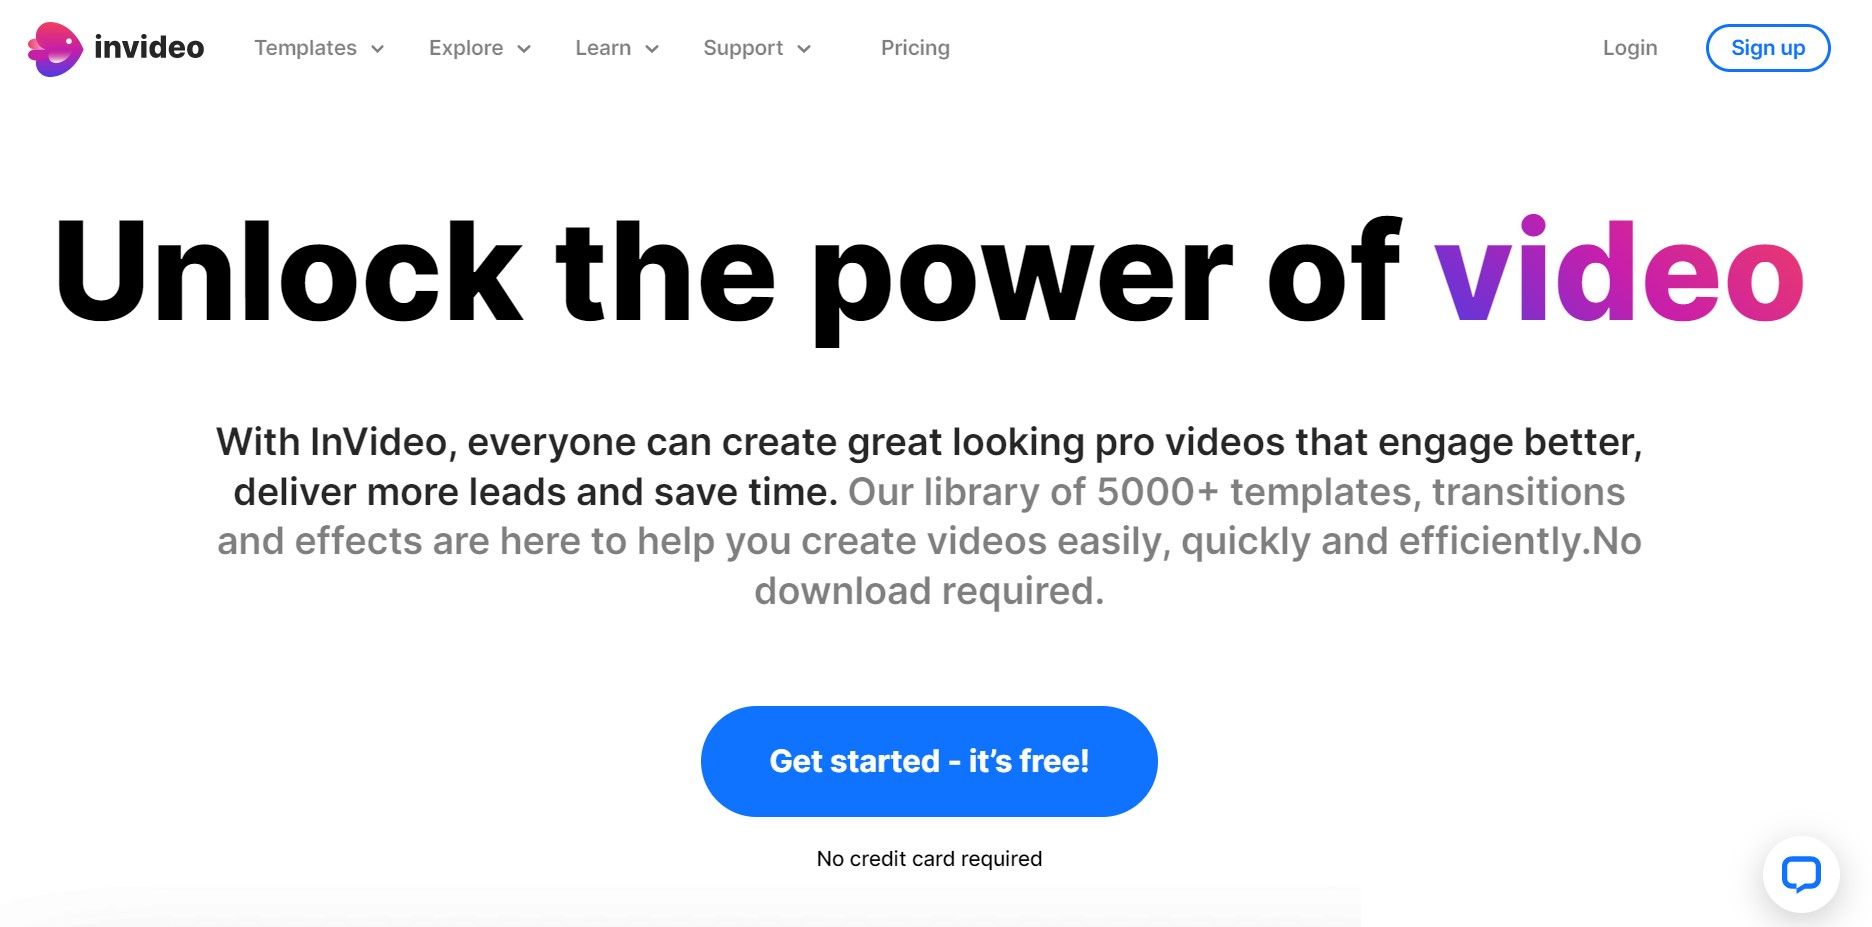 invideo Templates Explore Learn Support Pricing Login Sign up
Unlock the power of video
With InVideo, everyone can create great looking pro videos that engage better,
deliver more leads and save time. Our library of 5000+ templates, transitions
and effects are here to help you create videos easily, quickly and efficiently.No
download required.
Get started - it’s free!
No credit card required